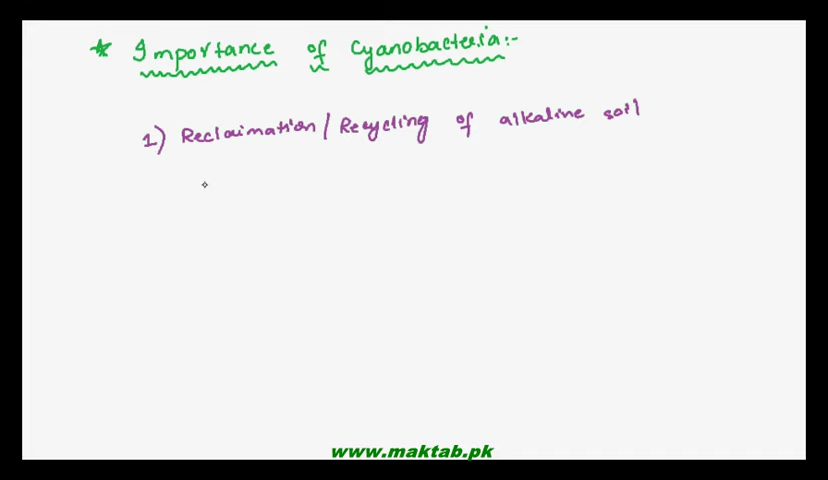 * Importance of Cyanobacteria:-
1) Reclaimation / Recycling of alkaline soil
www.maktab.pk